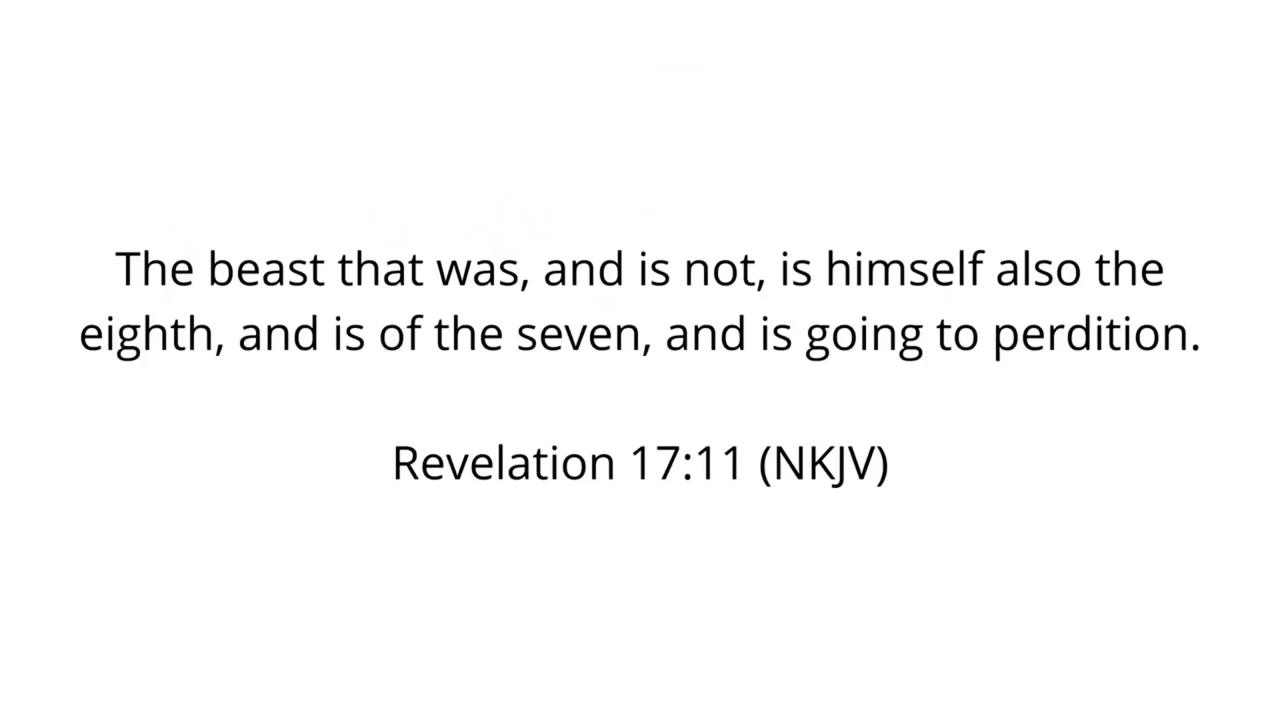 The beast that was, and is not, is himself also the
eighth, and is of the seven, and is going to perdition.
Revelation 17:11 (NKJV)